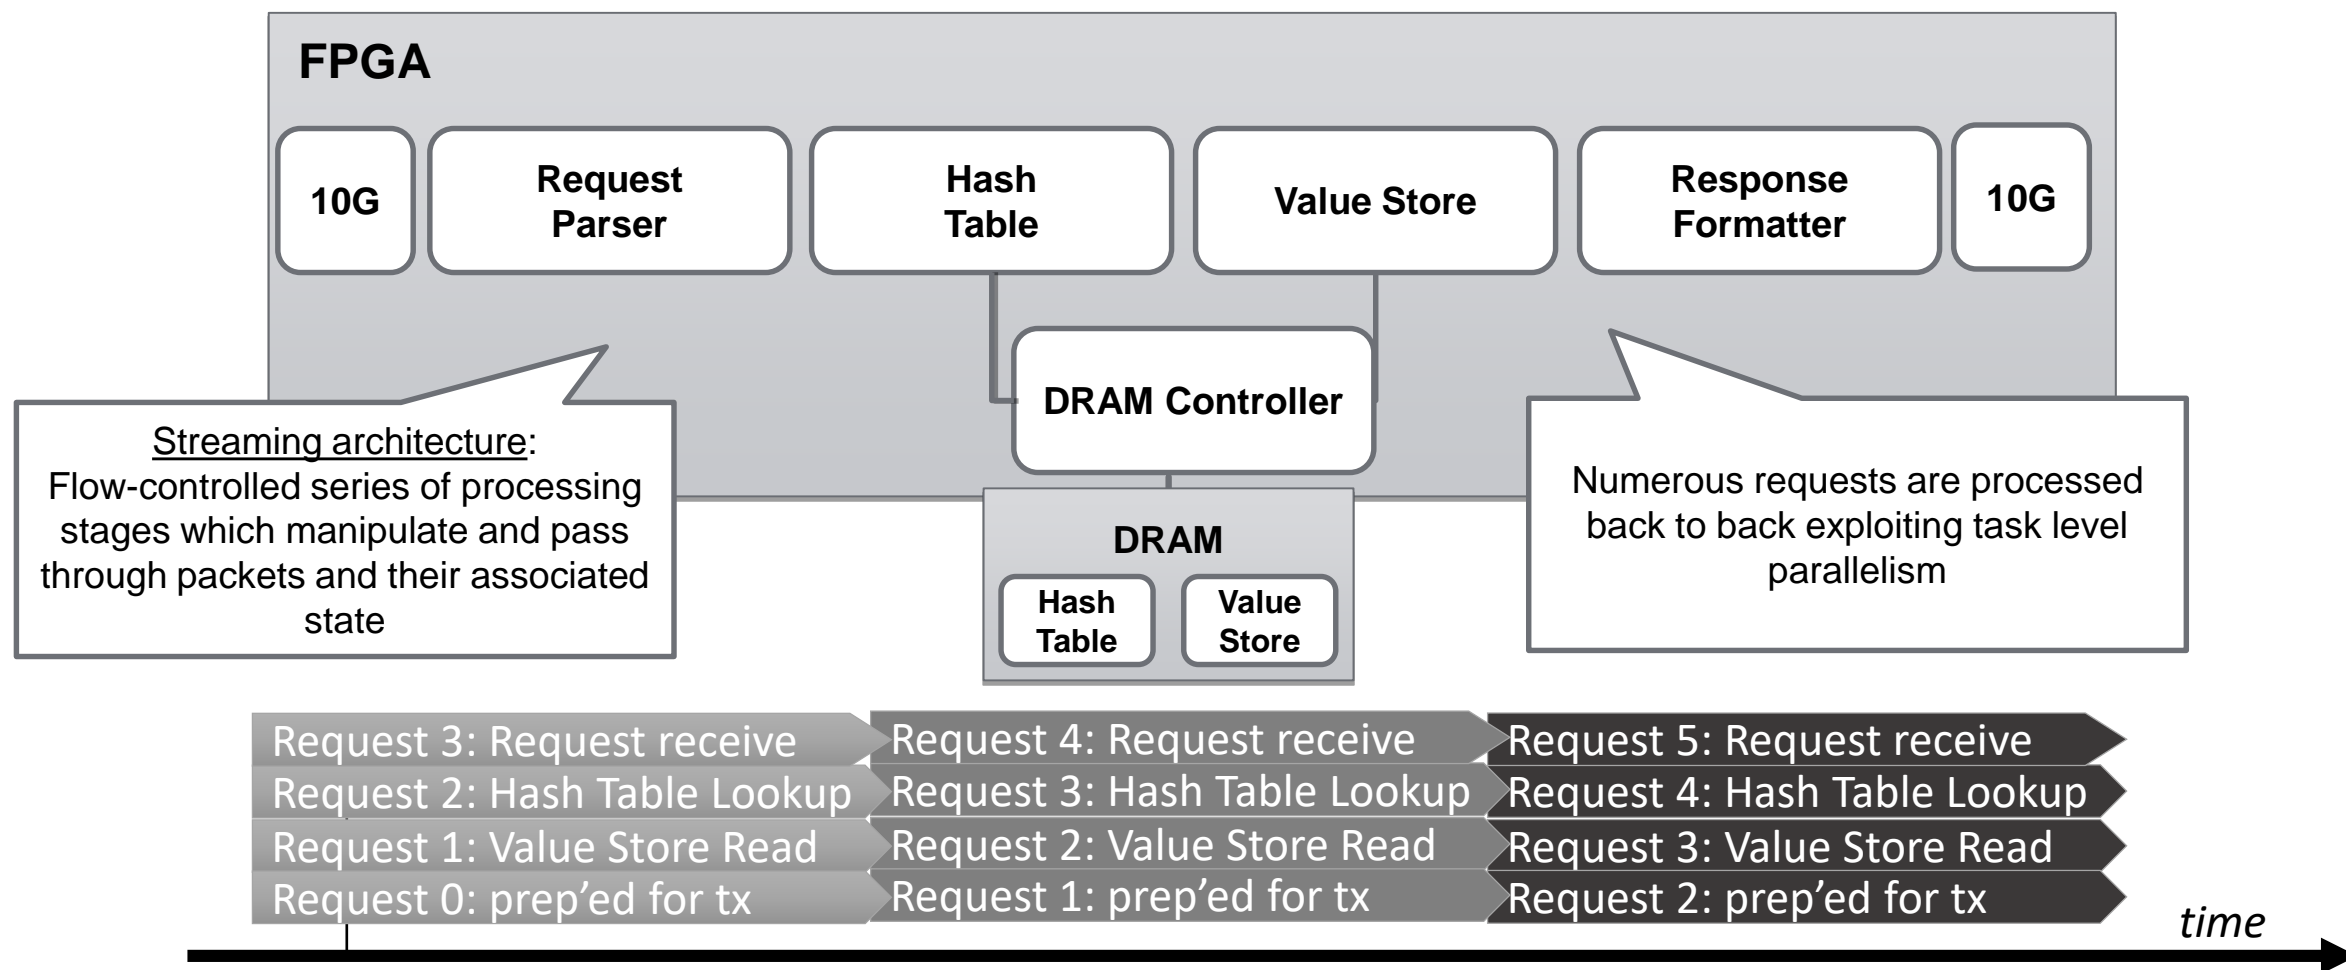 FPGA
10G
Request
Parser
Hash
Table
Value Store
Response
Formatter
10G
DRAM Controller
Streaming architecture:
Flow-controlled series of processing
stages which manipulate and pass
through packets and their associated
state
Numerous requests are processed
back to back exploiting task level
parallelism
DRAM
Hash
Table
Value
Store
Request 3: Request receive
Request 4: Request receive
Request 5: Request receive
Request 2: Hash Table Lookup
Request 3: Hash Table Lookup
Request 4: Hash Table Lookup
Request 1: Value Store Read
Request 2: Value Store Read
Request 3: Value Store Read
Request 0: prep’ed for tx
Request 1: prep’ed for tx
Request 2: prep’ed for tx
time